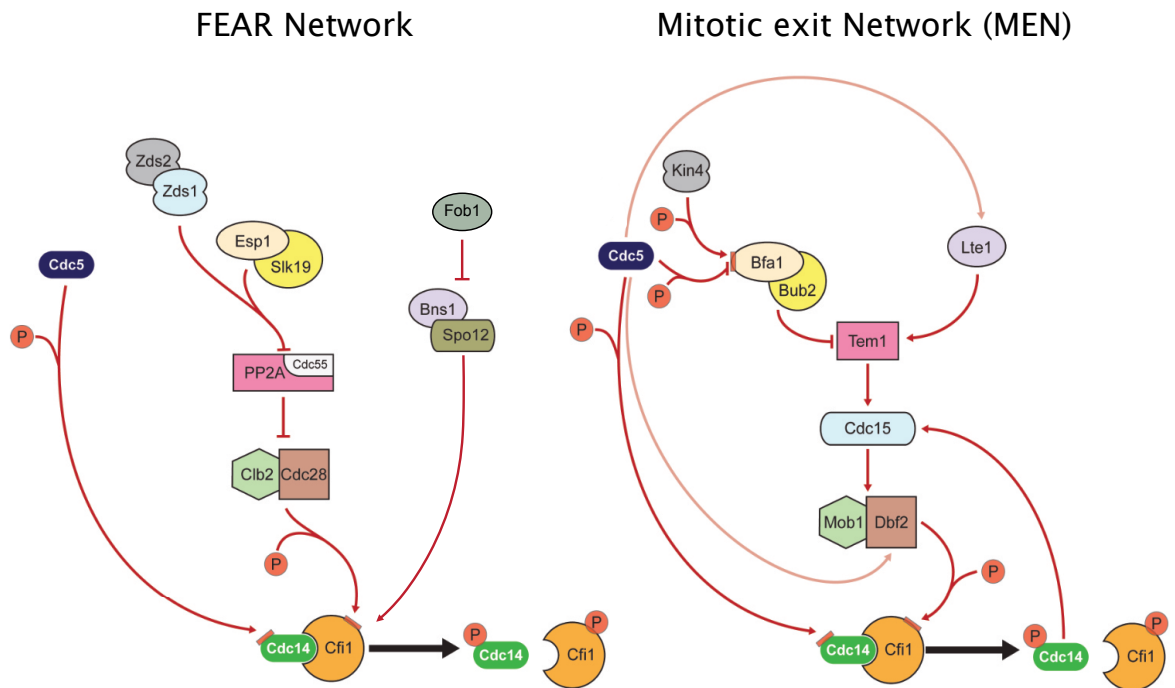 FEAR Network
Zds2
Zds1
Esp1
Slk19
Fob1
Cdc5
Bns1
Spo12
P
PP2A
Cdc55
Clb2
Cdc28
P
Cdc14
Cfi1
P
Cdc14
P
Cfi1
Mitotic exit Network (MEN)
Kin4
P
Cdc5
Bfa1
Bub2
Lte1
P
P
Tem1
Cdc15
Mob1
Dbf2
P
Cdc14
Cfi1
P
Cdc14
P
Cfi1